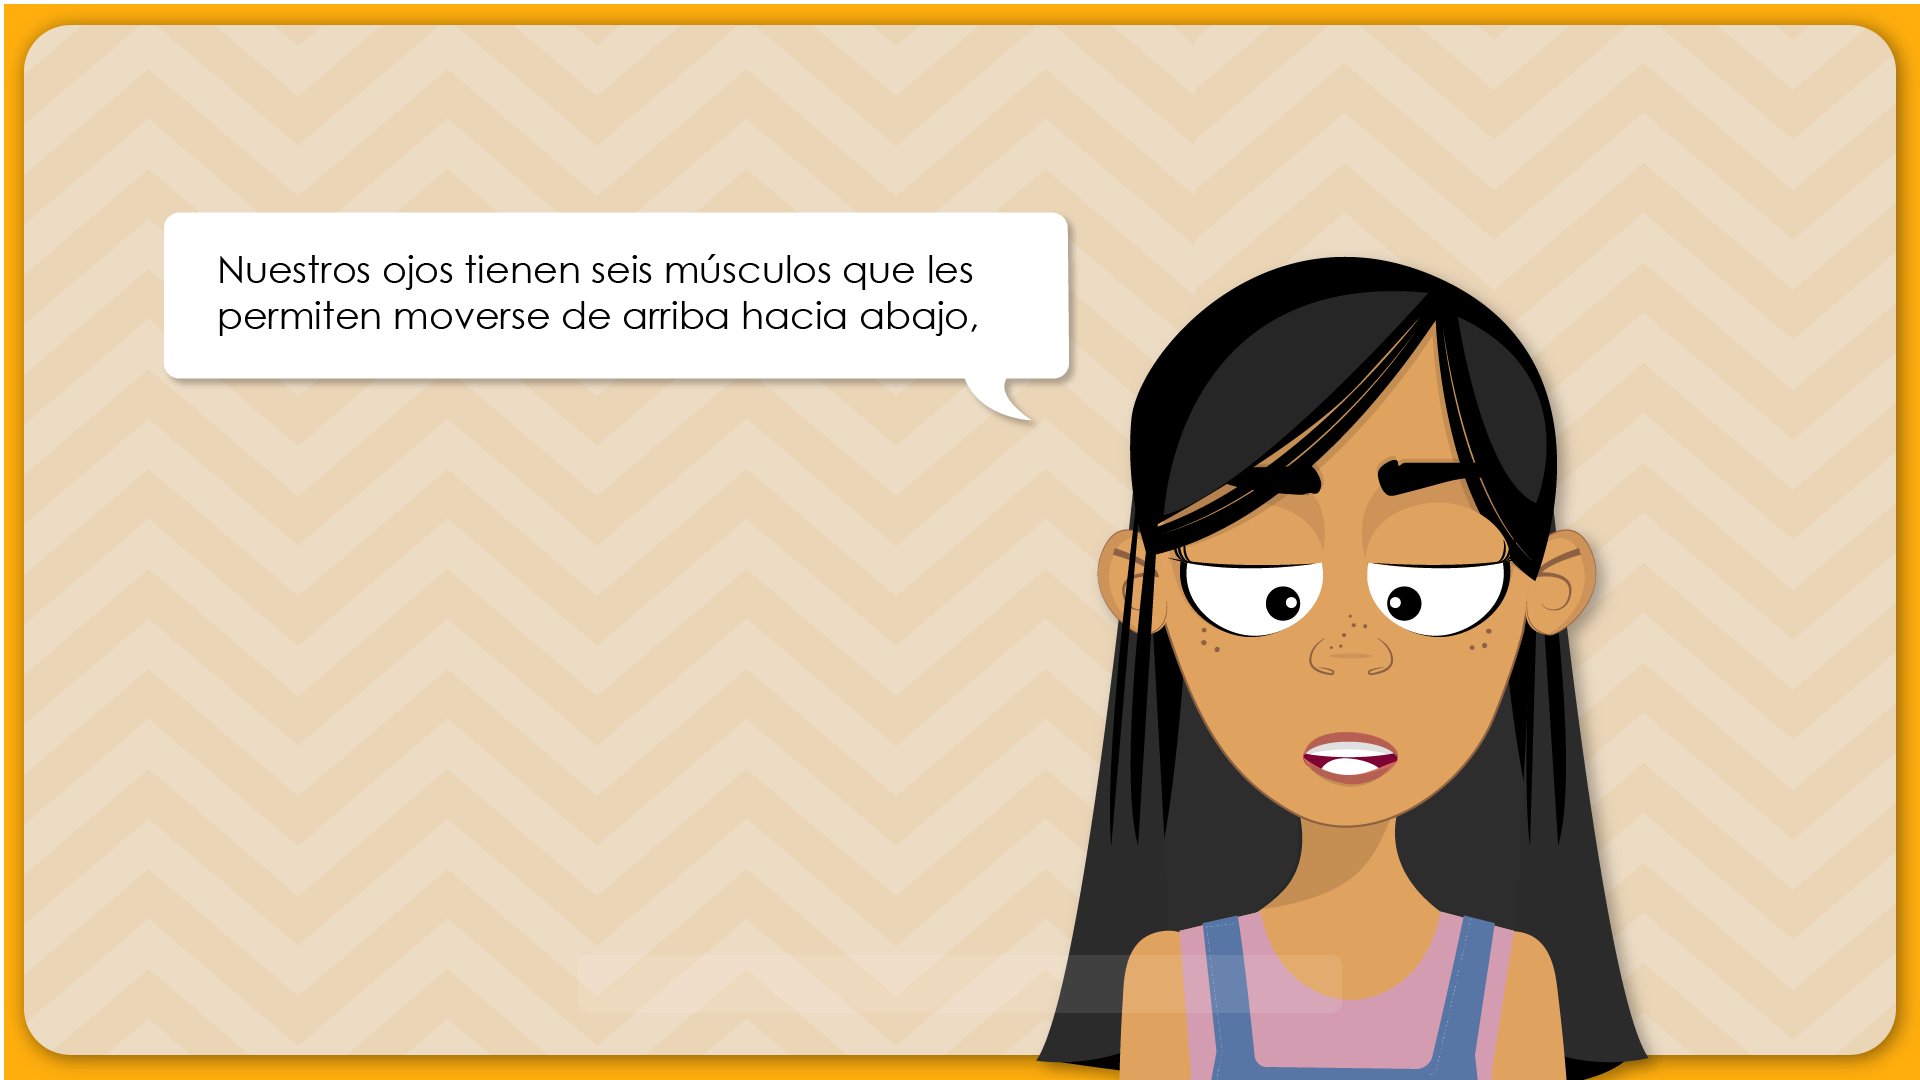 Nuestros ojos tienen seis músculos que les
permiten moverse de arriba hacia abajo,